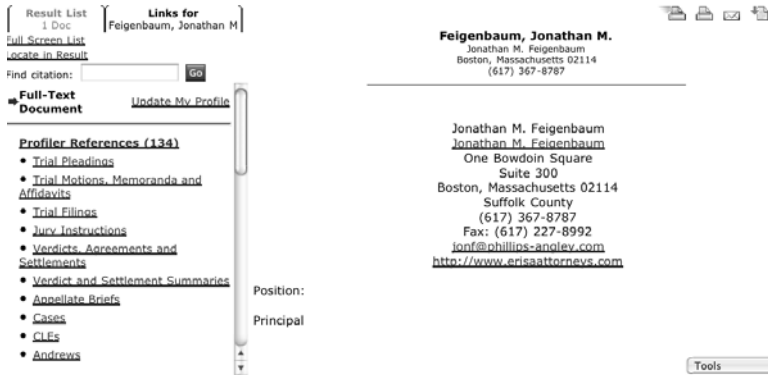 Result List
1 Doc
Links for
Feigenbaum, Jonathan M
Full Screen List
Locate in Result
Find citation:
Go
Full-Text
Document
Update My Profile
Profiler References (134)
Trial Pleadings
Trial Motions, Memoranda and
Affidavits
Trial Filings
Jury Instructions
Verdicts, Agreements and
Settlements
Verdict and Settlement Summaries
Appellate Briefs
Cases
CLEs
Andrews
Feigenbaum, Jonathan M.
Jonathan M. Feigenbaum
Boston, Massachusetts 02114
(617) 367-8787
Jonathan M. Feigenbaum
Jonathan M. Feigenbaum
One Bowdoin Square
Suite 300
Boston, Massachusetts 02114
Suffolk County
(617) 367-8787
Fax: (617) 227-8992
jonf@phillips-angley.com
http://www.erisaattorneys.com
Position:
Principal
Tools